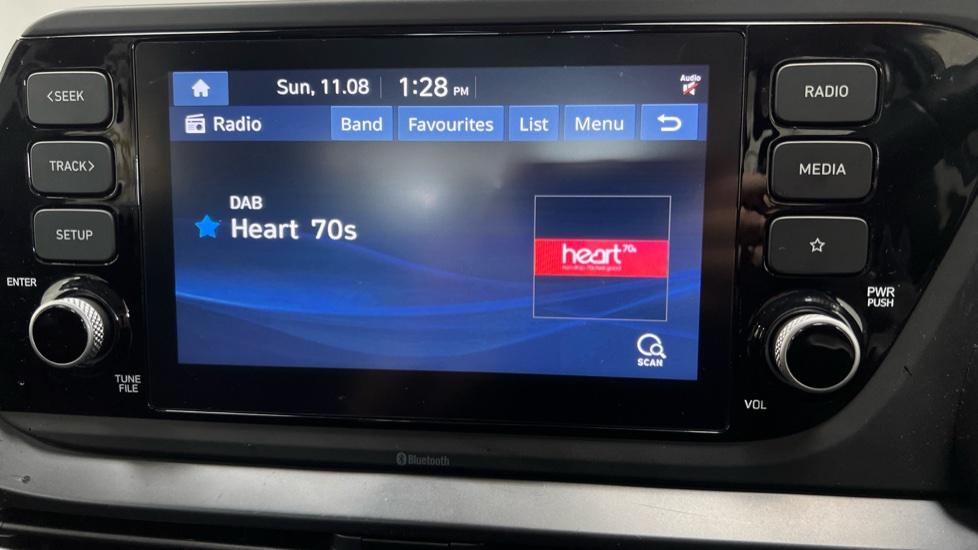 <SEEK
TRACK>
SETUP
ENTER
TUNE
FILE
Sun, 11.08 1:28 PM
Audio
Radio Band Favourites List Menu
DAB
Heart 70s
heart 70s
SCAN
RADIO
MEDIA
PWR
PUSH
VOL
Bluetooth